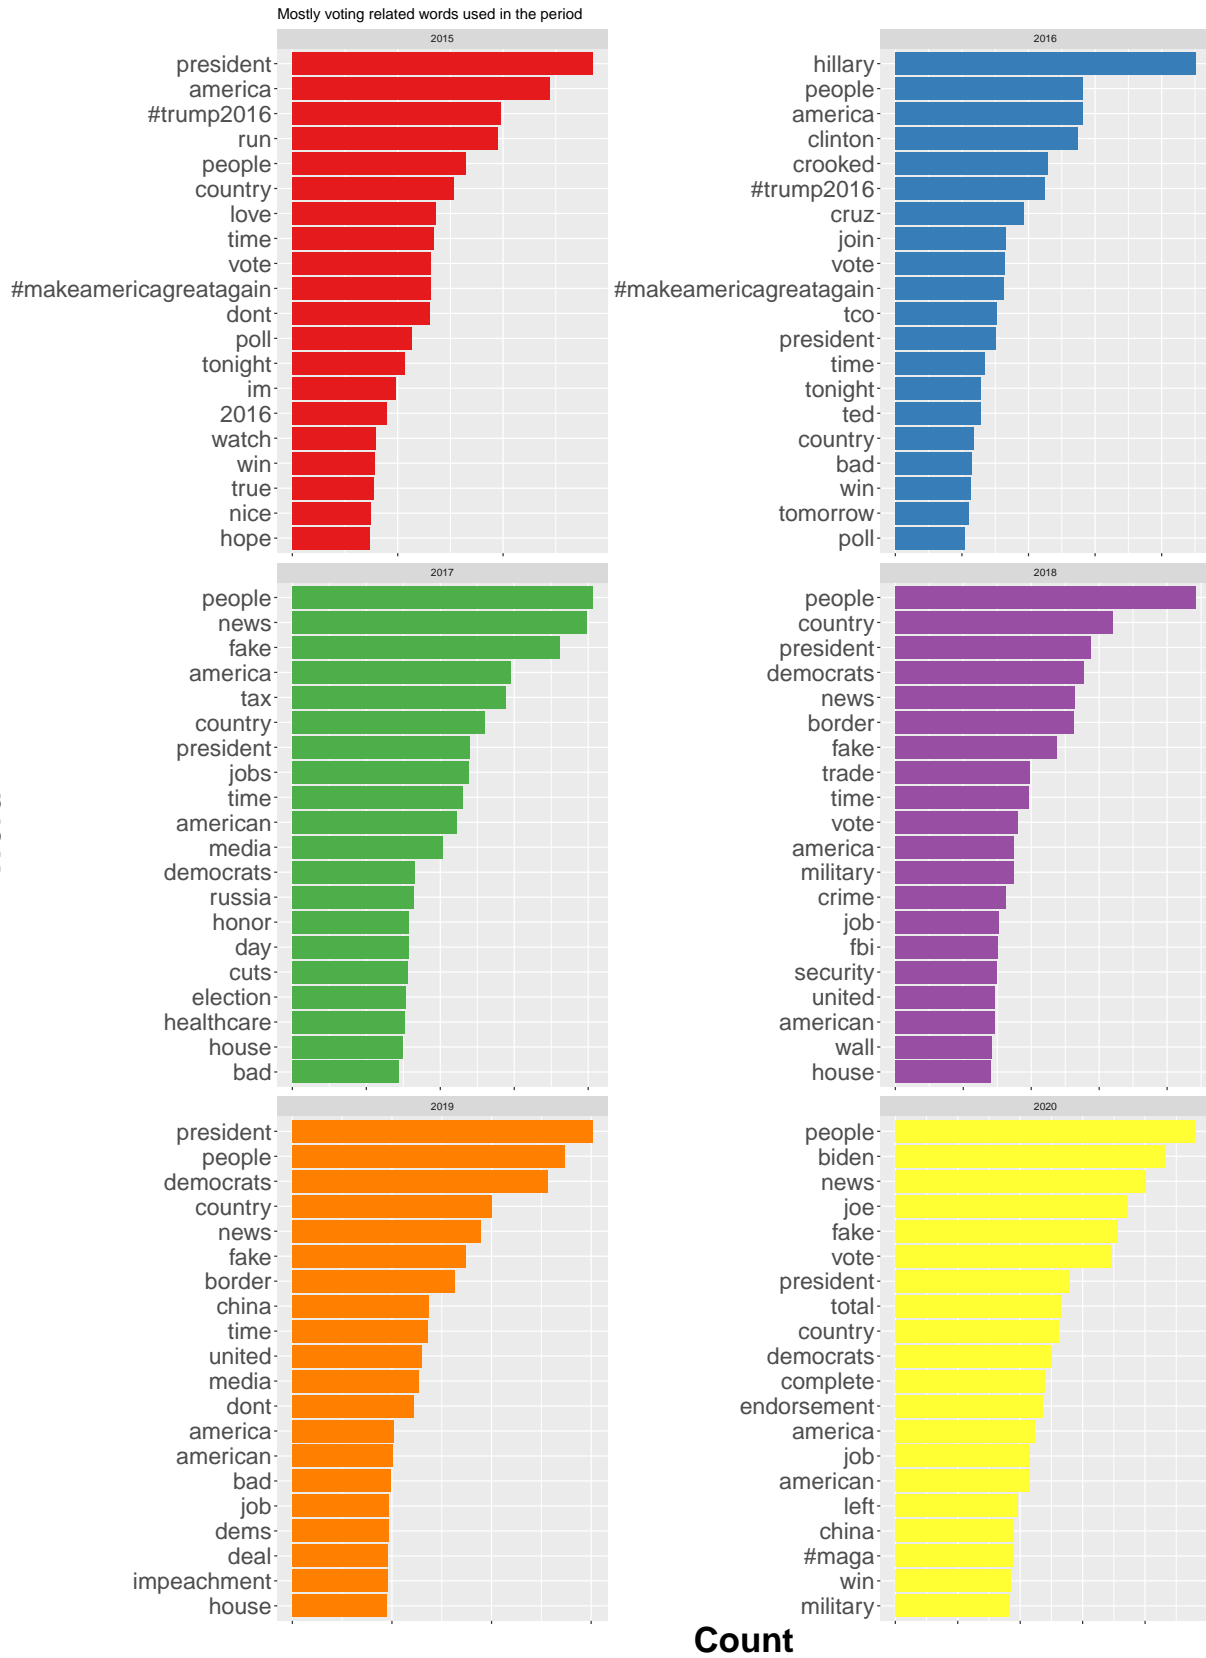 Mostly voting related words used in the period
2015
president
america
#trump2016
run
people
country
love
time
vote
#makeamericagreatagain
dont
poll
tonight
im
2016
watch
win
true
nice
hope
2016
hillary
people
america
clinton
crooked
#trump2016
cruz
join
vote
#makeamericagreatagain
tco
president
time
tonight
ted
country
bad
win
tomorrow
poll
2017
people
news
fake
america
tax
country
president
jobs
time
american
media
democrats
russia
honor
day
cuts
election
healthcare
house
bad
2018
people
country
president
democrats
news
border
fake
trade
time
vote
america
military
crime
job
fbi
security
united
american
wall
house
2019
president
people
democrats
country
news
fake
border
china
time
united
media
dont
america
american
bad
job
dems
deal
impeachment
house
2020
people
biden
news
joe
fake
vote
president
total
country
democrats
complete
endorsement
america
job
american
left
china
#maga
win
military
Count